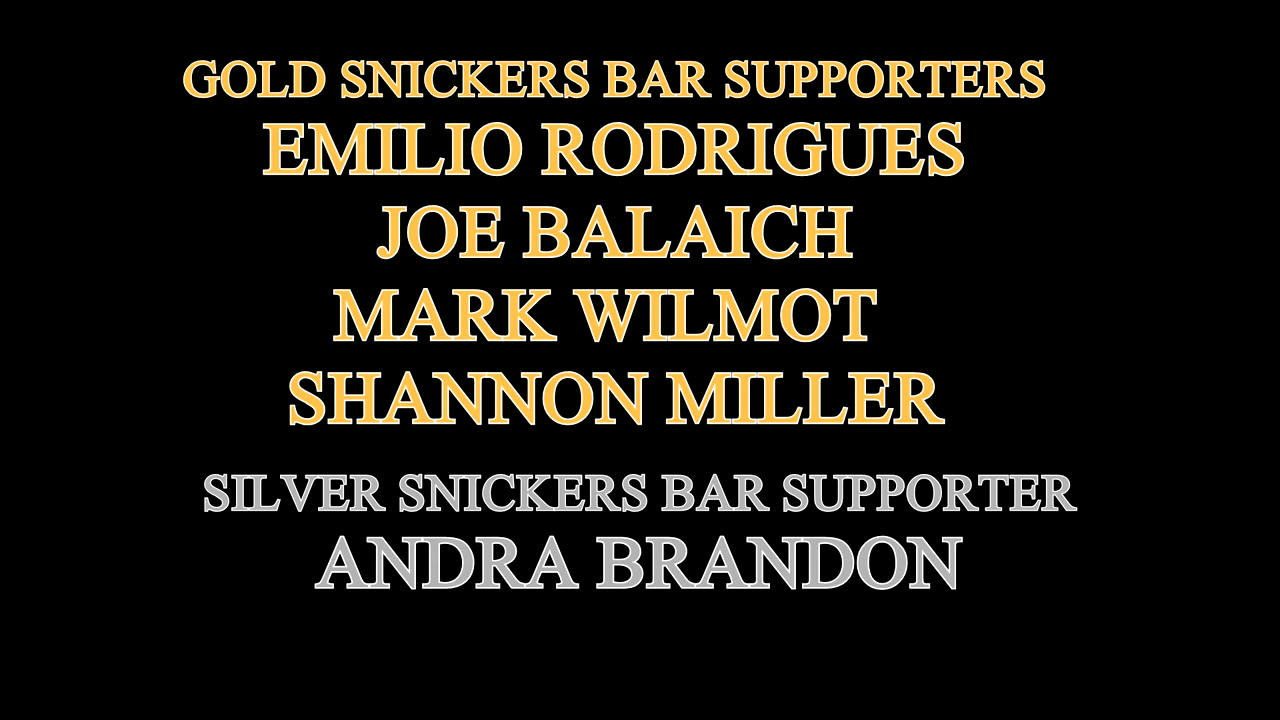 GOLD SNICKERS BAR SUPPORTERS
EMILIO RODRIGUES
JOE BALAICH
MARK WILMOT
SHANNON MILLER
SILVER SNICKERS BAR SUPPORTER
ANDRA BRANDON